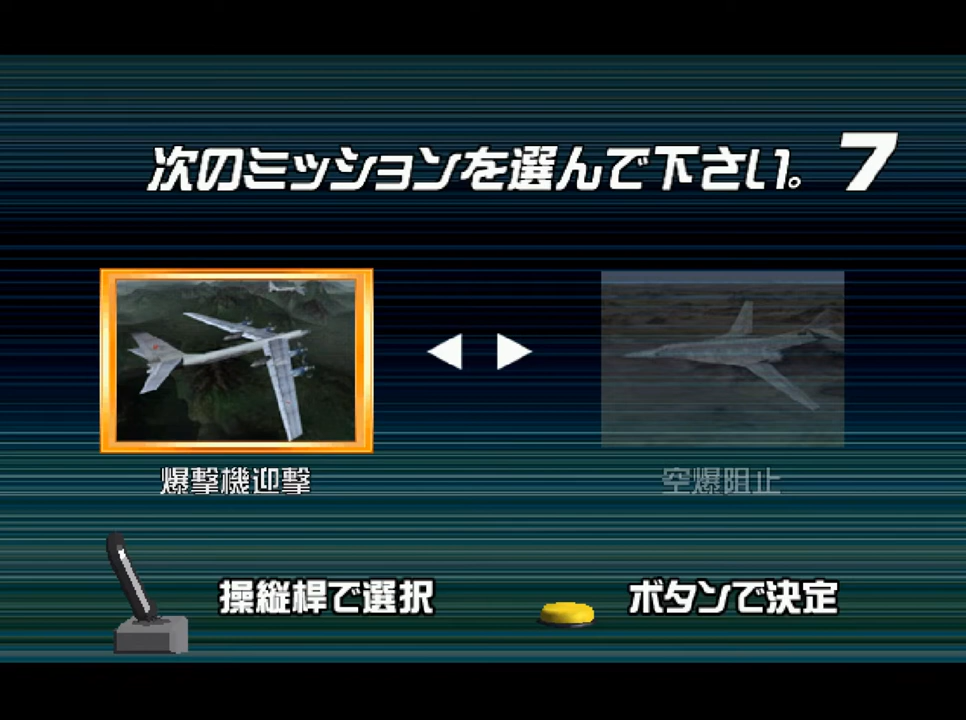 次のミッションを選んで下さい。 7
爆撃機迎撃
空爆阻止
操縦桿で選択
ボタンで決定